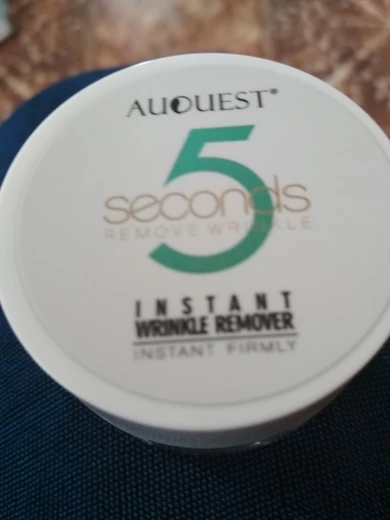 AUQUEST®
5
seconds
REMOVE WRINKLE
INSTANT
WRINKLE REMOVER
INSTANT FIRMLY